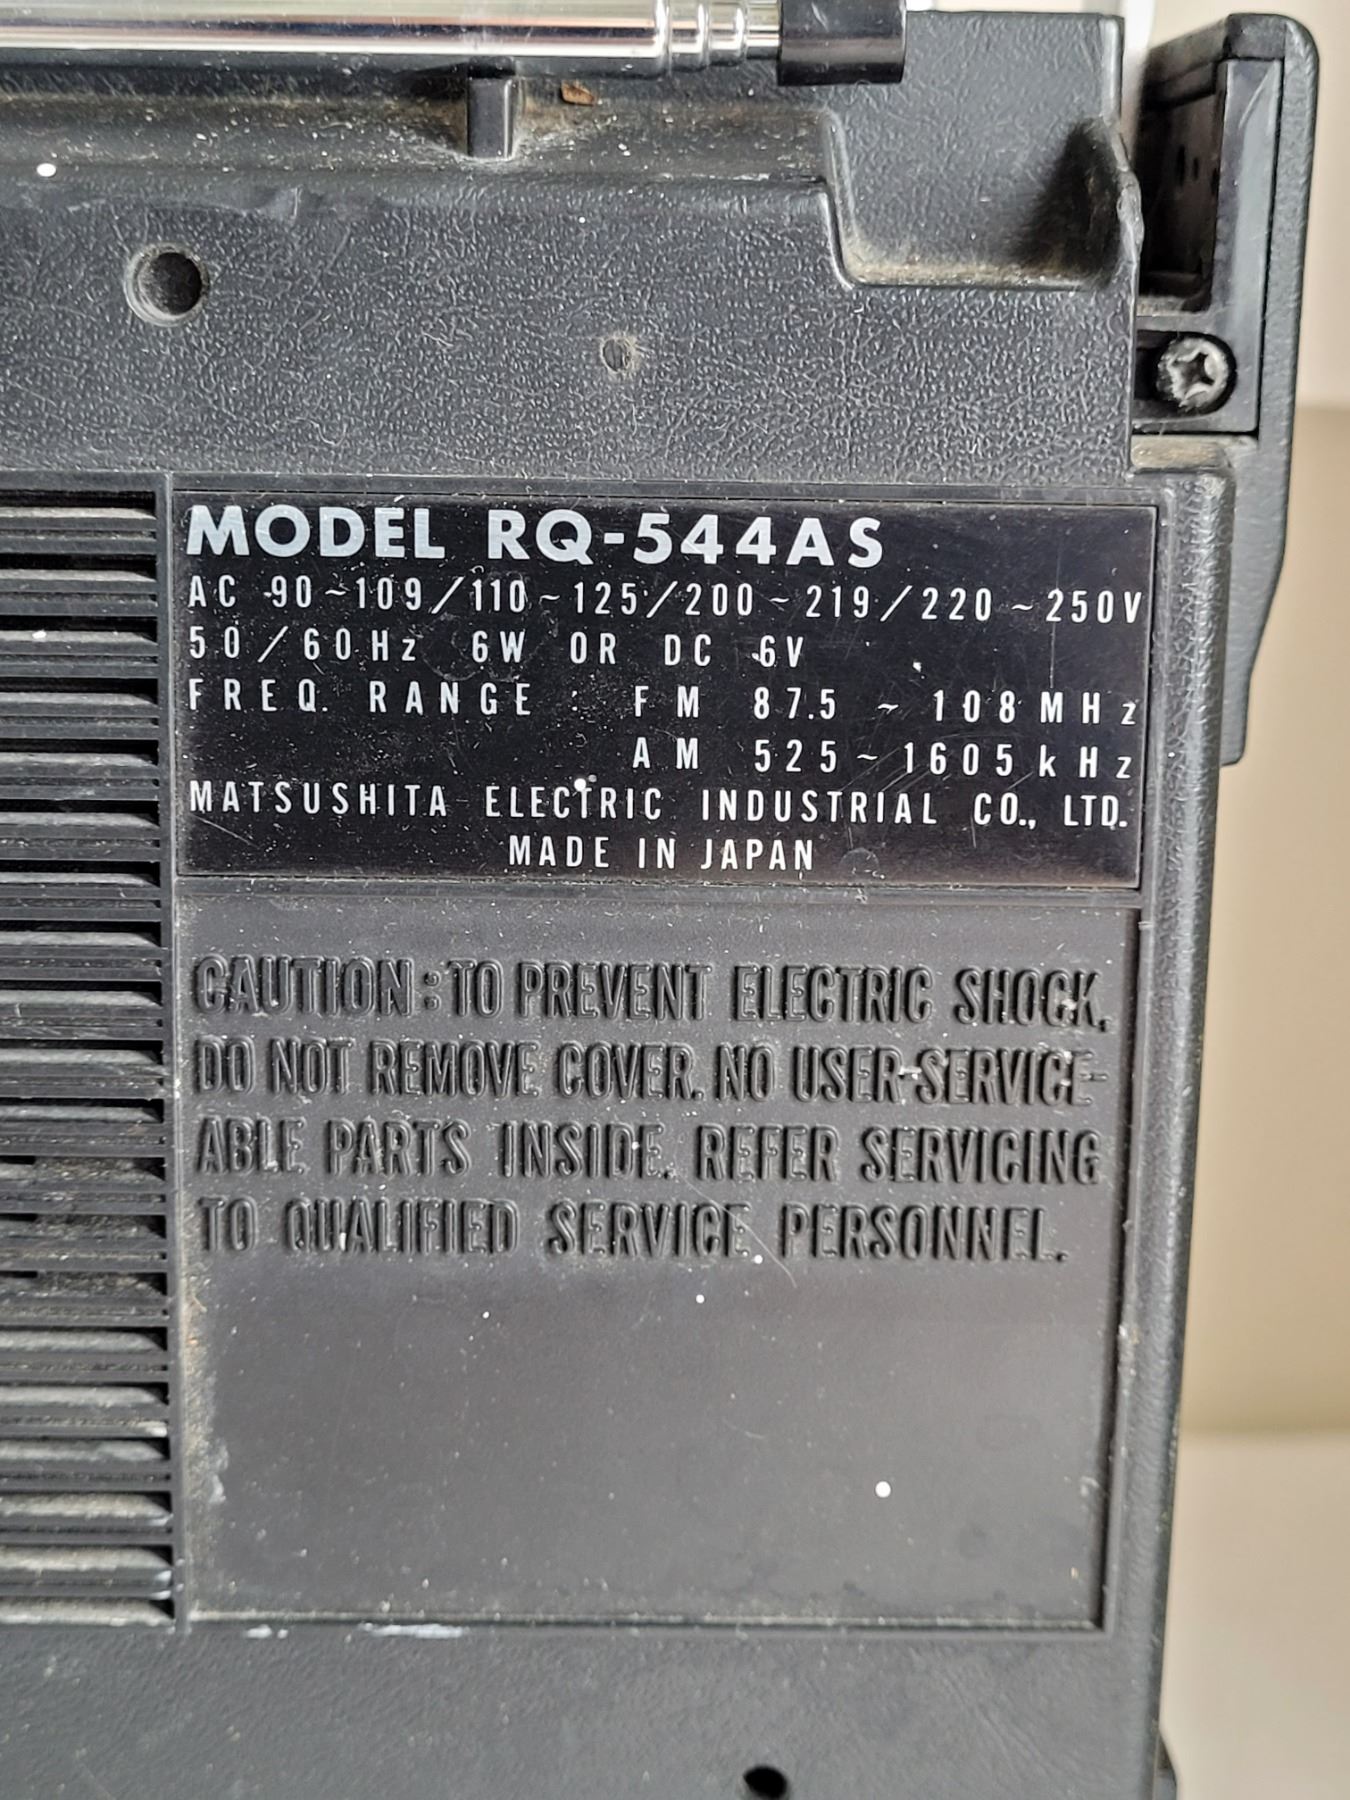 MODEL RQ-544AS
AC 90~109/110~125/200~219/220~250V
50/60Hz 6W OR DC 6V
FREQ. RANGE : FM 87.5 ~ 108MHz
AM 525~1605kHz
MATSUSHITA ELECTRIC INDUSTRIAL CO., LTD.
MADE IN JAPAN
CAUTION: TO PREVENT ELECTRIC SHOCK,
DO NOT REMOVE COVER. NO USER-SERVICE-
ABLE PARTS INSIDE. REFER SERVICING
TO QUALIFIED SERVICE PERSONNEL.